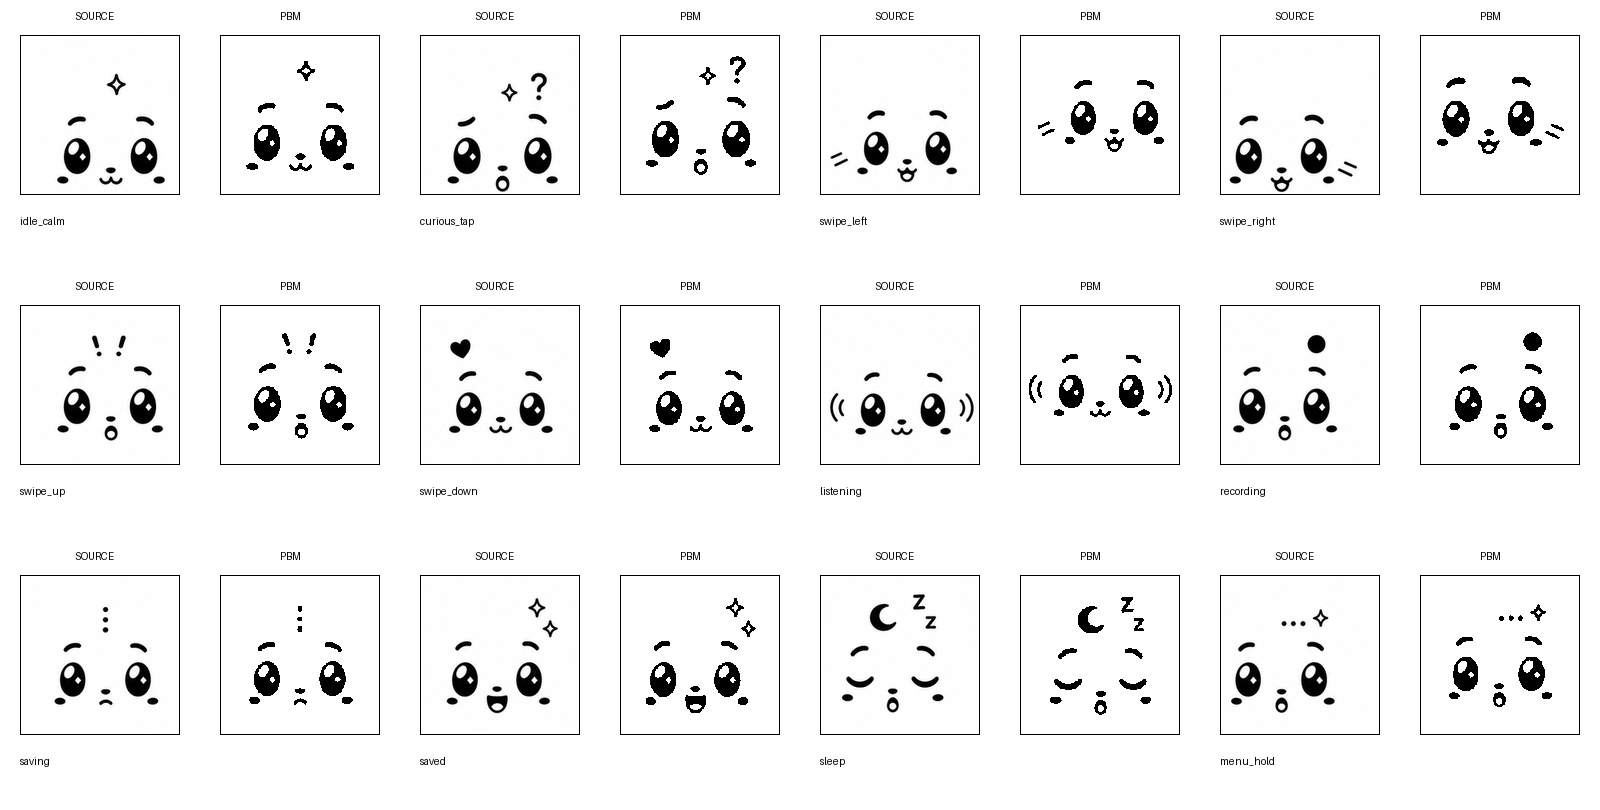 SOURCE PBM SOURCE PBM SOURCE PBM SOURCE PBM
?
?
idle_calm curious_tap swipe_left swipe_right
SOURCE PBM SOURCE PBM SOURCE PBM SOURCE PBM
! !
! !
swipe_up swipe_down listening recording
SOURCE PBM SOURCE PBM SOURCE PBM SOURCE PBM
Z
z
Z
z
...
...
saving saved sleep menu_hold